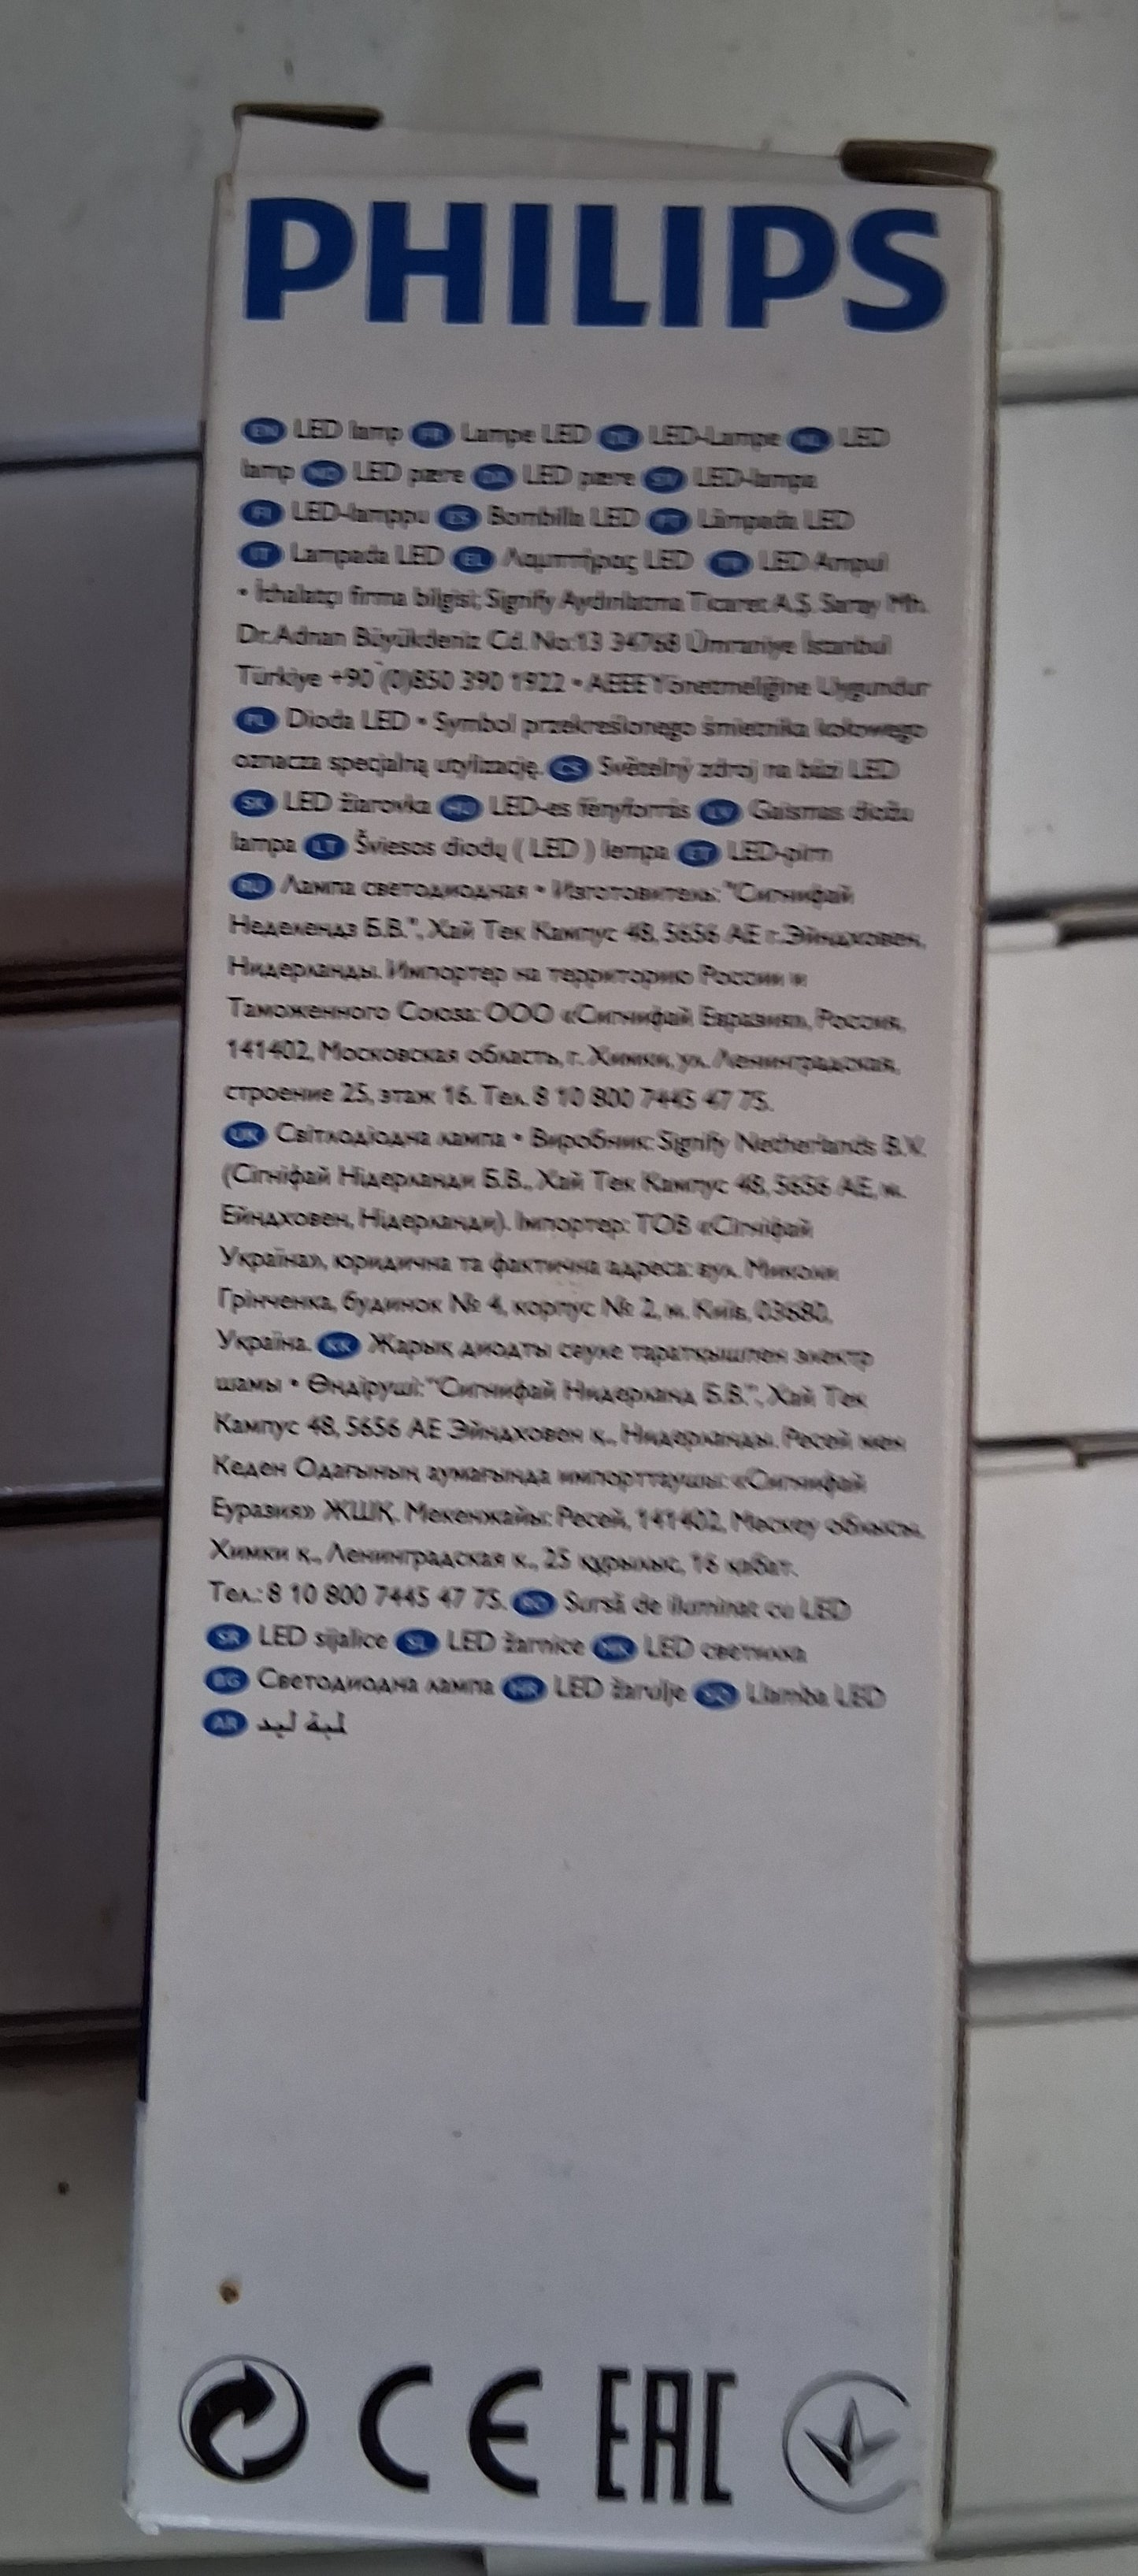 PHILIPS
EN LED lamp FR Lampe LED DE LED-Lampe NL LED
lamp NO LED pære DA LED pære SV LED-lampa
FI LED-lamppu ES Bombilla LED PT Lâmpada LED
IT Lampada LED EL Λαμπτήρας LED TR LED Ampul
• İthalatçı firma bilgisi; Signify Aydınlatma Ticaret A.Ş. Saray Mh.
Dr. Adnan Büyükdeniz Cd. No:13 34768 Ümraniye İstanbul
Türkiye +90 (0)850 390 1922 • AEEE Yönetmeliğine Uygundur
PL Dioda LED • Symbol przekreślonego śmietnika kołowego
oznacza specjalną utylizację. CS Světelný zdroj na bázi LED
SK LED žiarovka HU LED-es fényforrás LV Gaismas diožu
lampa LT Šviesos diodų ( LED ) lempa ET LED-pirn
RU Лампа светодиодная • Изготовитель: "Сигнифай
Неделендз Б.В.", Хай Тек Кампус 48, 5656 АЕ г.Эйндховен,
Нидерланды. Импортер на территорию России и
Таможенного Союза: ООО «Сигнифай Евразия», Россия,
141402, Московская область, г. Химки, ул. Ленинградская,
строение 25, этаж 16. Тел. 8 10 800 7445 47 75.
UK Світлодіодна лампа • Виробник: Signify Netherlands B.V.
(Сігніфай Нідерланди Б.В., Хай Тек Кампус 48, 5656 АЕ, м.
Ейндховен, Нідерланди). Імпортер: ТОВ «Сігніфай
Україна», юридична та фактична адреса: вул. Миколи
Грінченка, будинок № 4, корпус № 2, м. Київ, 03680,
Україна. KK Жарық диодты сәуле таратқышпен электр
шамы • Өндіруші: "Сигнифай Нидерланд Б.В.", Хай Тек
Кампус 48, 5656 АЕ Эйндховен қ., Нидерланды. Ресей мен
Кеден Одағының аумағында импорттаушы: «Сигнифай
Еуразия» ЖШҚ. Мекенжайы: Ресей, 141402, Мәскеу облысы,
Химки қ., Ленинградская к., 25 құрылыс, 16 қабат.
Тел.: 8 10 800 7445 47 75. RO Sursă de iluminat cu LED
SR LED sijalice SL LED žarnice MK LED светилка
BG Светодиодна лампа HR LED žarulje SQ Llamba LED
AR لمبة ليد
CE EAC